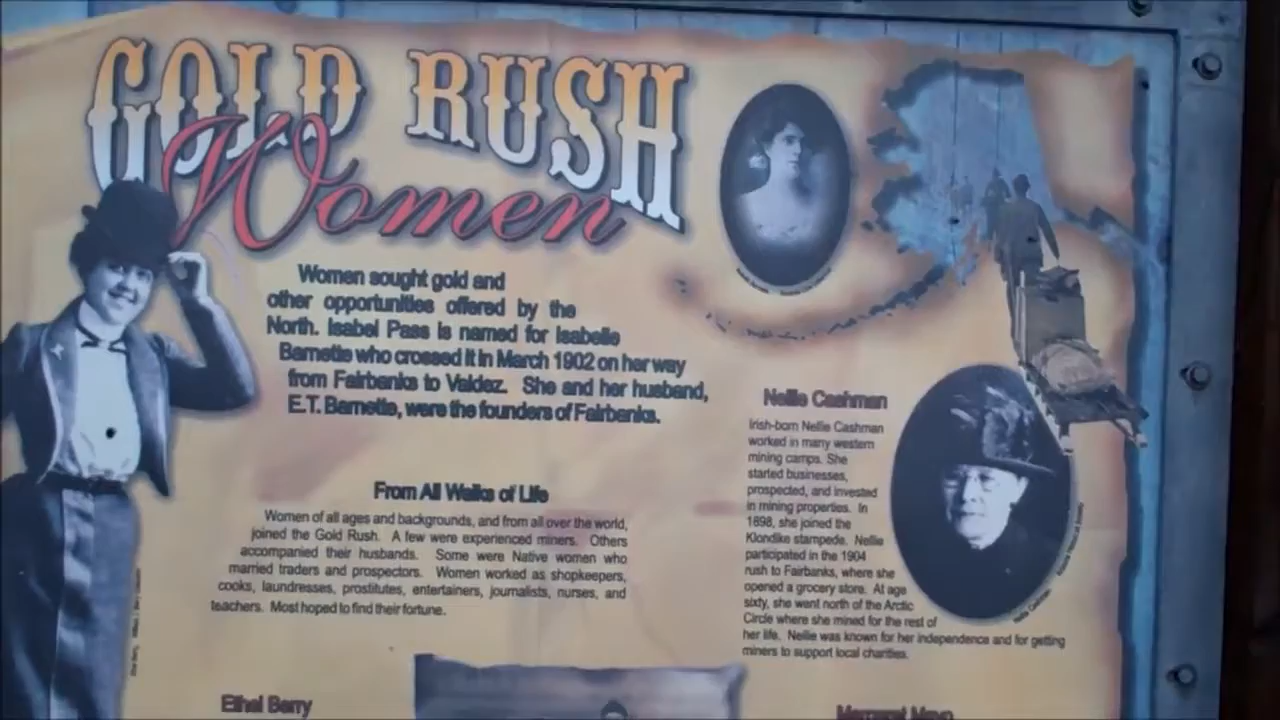 GOLD RUSH
Women
Women sought gold and
other opportunities offered by the
North. Isabel Pass is named for Isabelle
Barnette who crossed it in March 1902 on her way
from Fairbanks to Valdez. She and her husband,
E.T. Barnette, were the founders of Fairbanks.
From All Walks of Life
Women of all ages and backgrounds, and from all over the world,
joined the Gold Rush. A few were experienced miners. Others
accompanied their husbands. Some were Native women who
married traders and prospectors. Women worked as shopkeepers,
cooks, laundresses, prostitutes, entertainers, journalists, nurses, and
teachers. Most hoped to find their fortune.
Nellie Cashman
Irish-born Nellie Cashman
worked in many western
mining camps. She
started businesses,
prospected, and invested
in mining properties. In
1898, she joined the
Klondike stampede. Nellie
participated in the 1904
rush to Fairbanks, where she
opened a grocery store. At age
sixty, she went north of the Arctic
Circle where she mined for the rest of
her life. Nellie was known for her independence and for getting
miners to support local charities.
Nellie Cashman
Ethel Berry
Margaret Mayo